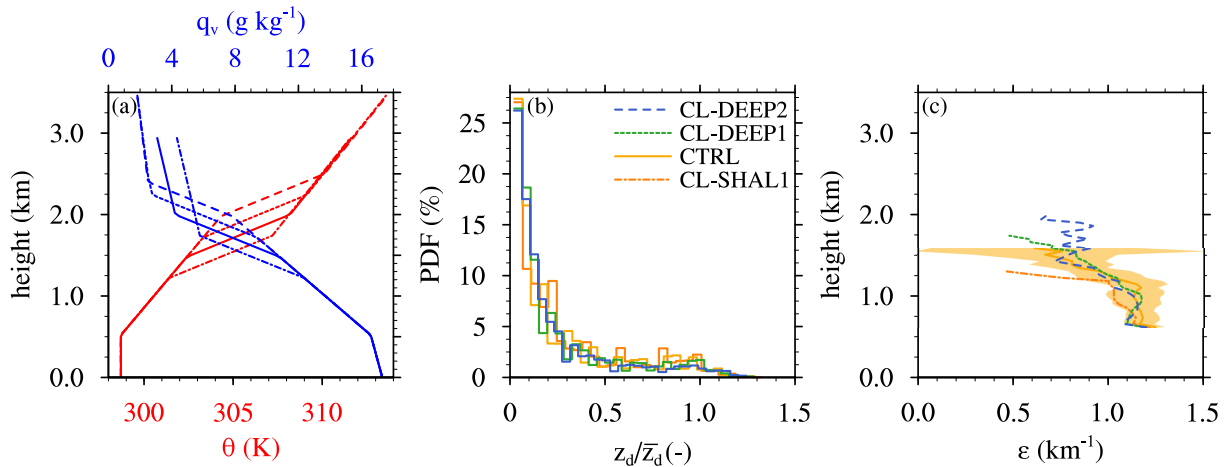 q_v (g kg⁻¹)
0 4 8 12 16
(a)
height (km)
3.0
2.0
1.0
0.0
300 305 310
θ (K)
(b)
CL-DEEP2
CL-DEEP1
CTRL
CL-SHAL1
PDF (%)
25
20
15
10
5
0
0 0.5 1.0 1.5
z_d/z̅_d (-)
(c)
height (km)
3.0
2.0
1.0
0.0
0.0 0.5 1.0 1.5
ε (km⁻¹)